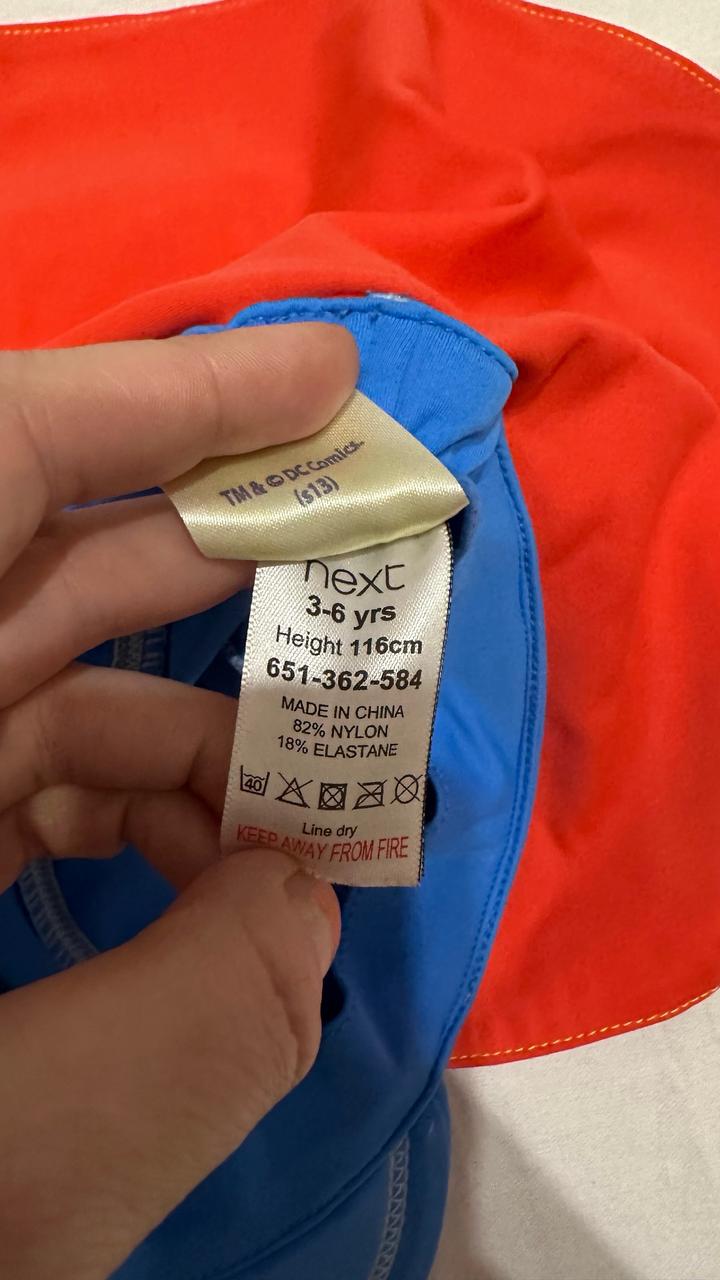 TM & © DC Comics.
(s13)
next
3-6 yrs
Height 116cm
651-362-584
MADE IN CHINA
82% NYLON
18% ELASTANE
40
Line dry
KEEP AWAY FROM FIRE